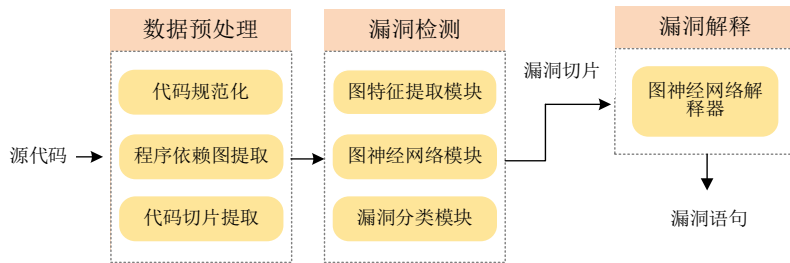 源代码
数据预处理
代码规范化
程序依赖图提取
代码切片提取
漏洞检测
图特征提取模块
图神经网络模块
漏洞分类模块
漏洞切片
漏洞解释
图神经网络解
释器
漏洞语句